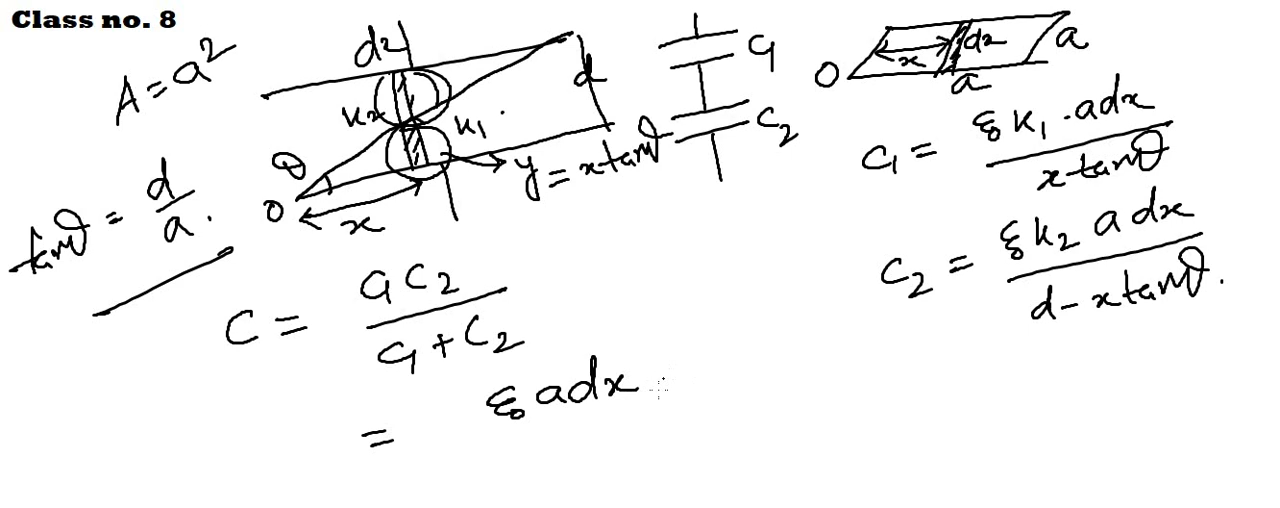 Class no. 8
A = a²
tanθ = d/a.
dx
K₂
K₁
d
θ
O
x
y = x tanθ
C₁
C₂
O
x
dx
a
a
C₁ = ε₀ K₁ · a dx / x tanθ
C₂ = ε₀ K₂ a dx / d - x tanθ.
C = C₁ C₂ / C₁ + C₂
= ε₀ a dx